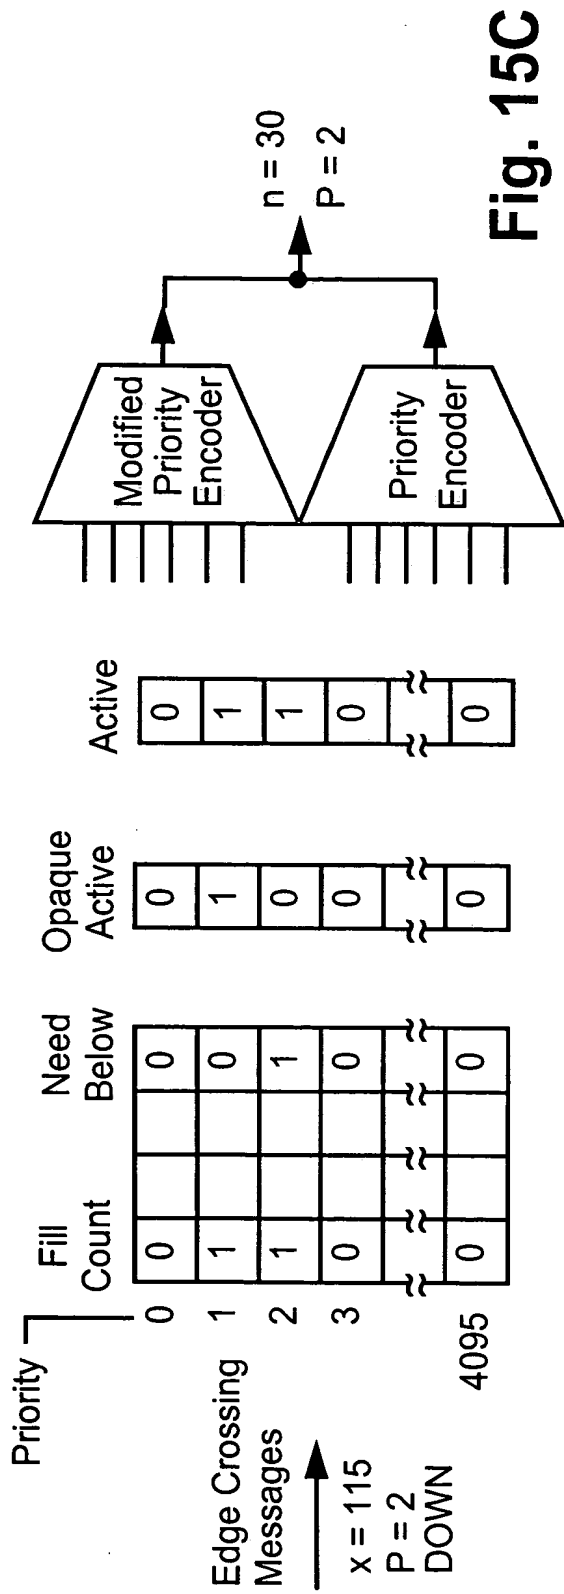 Priority
Fill
Count
Need
Below
Opaque
Active
Active
Edge Crossing
Messages
x = 115
P = 2
DOWN
0 0 0 0 0
1 1 0 1 1
2 1 1 0 1
3 0 0 0 0
4095 0 0 0 0
Modified
Priority
Encoder
Priority
Encoder
n = 30
P = 2
Fig. 15C